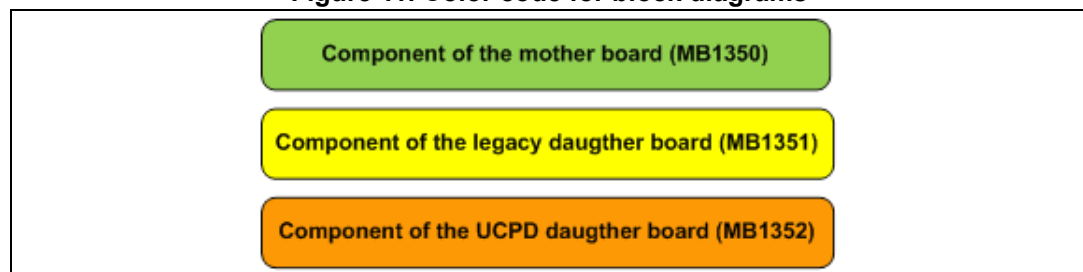 Component of the mother board (MB1350)
Component of the legacy daugther board (MB1351)
Component of the UCPD daugther board (MB1352)